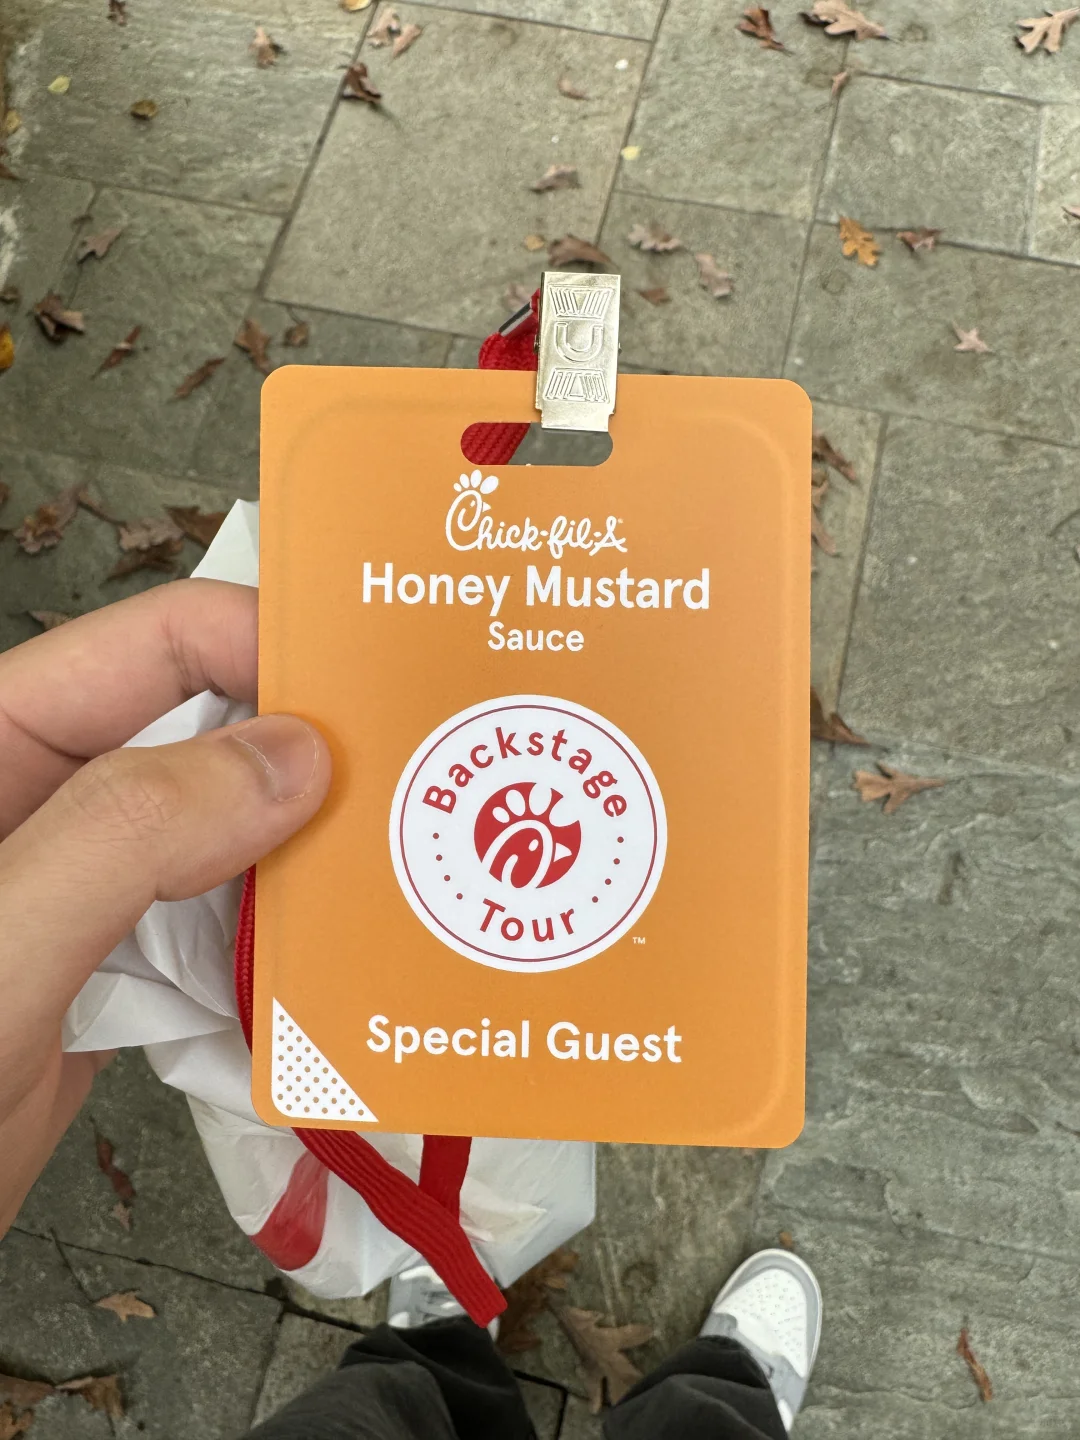 Chick-fil-A
Honey Mustard
Sauce
Backstage
Tour
TM
Special Guest